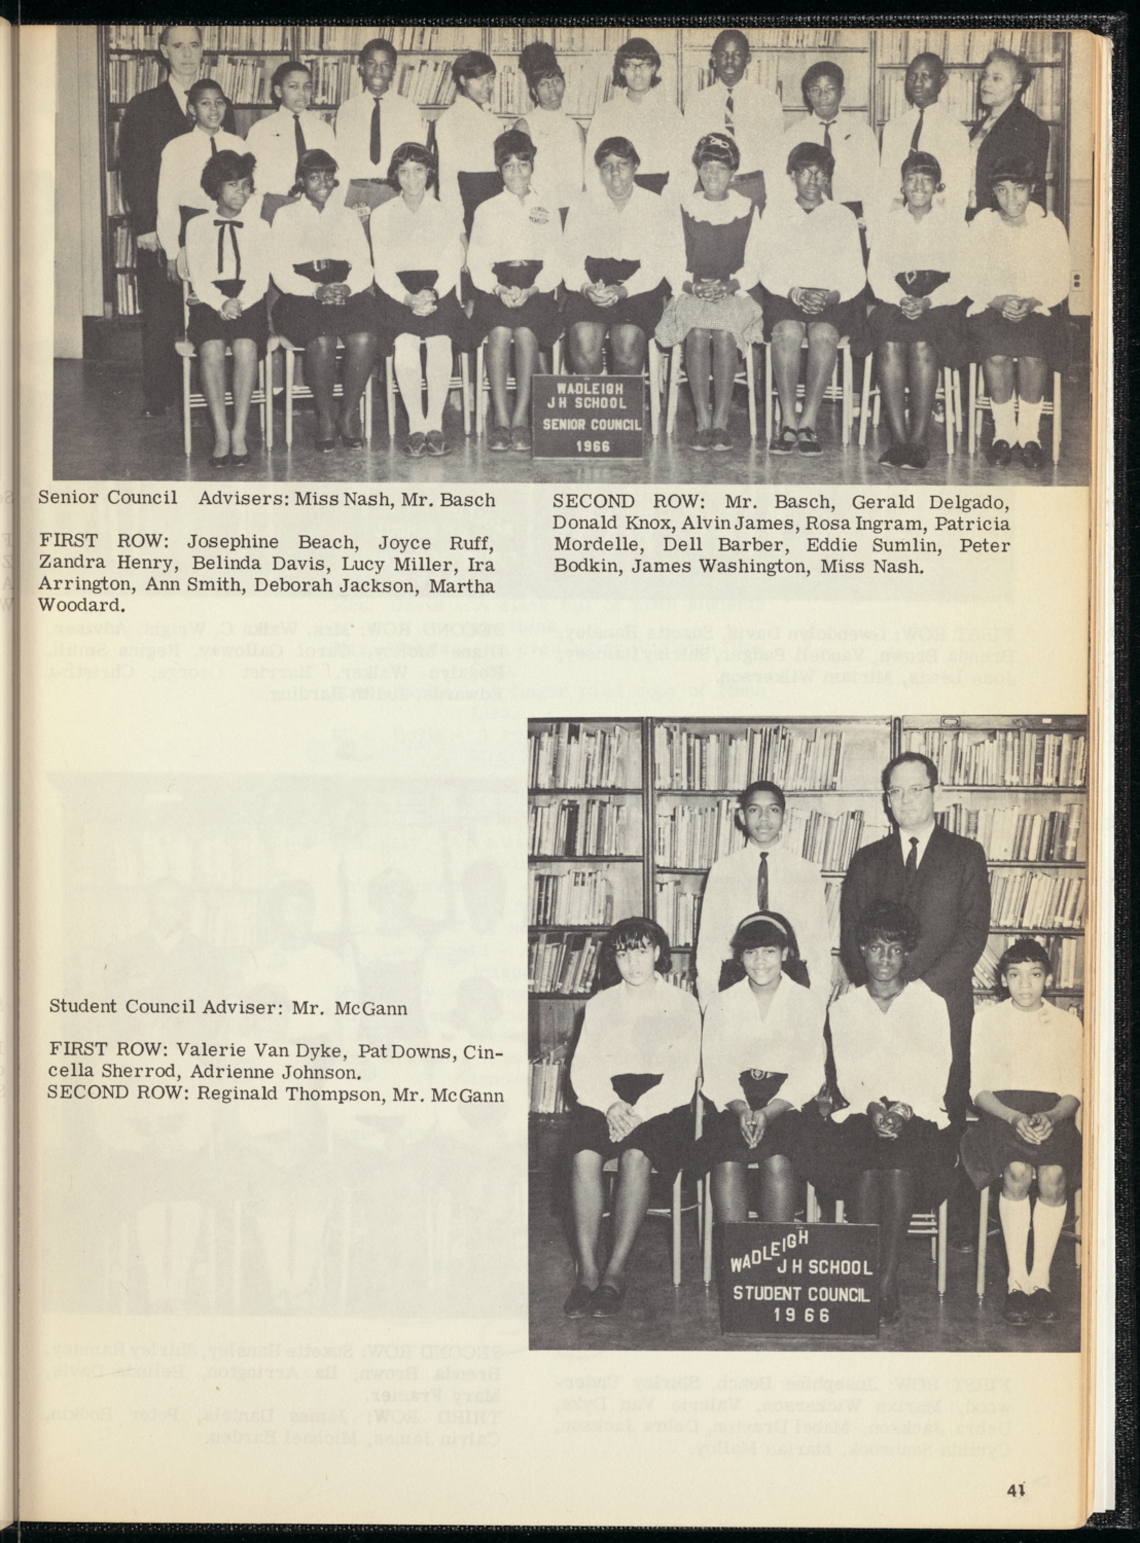 WADLEIGH
JH SCHOOL
SENIOR COUNCIL
1966
Senior Council Advisers: Miss Nash, Mr. Basch
FIRST ROW: Josephine Beach, Joyce Ruff,
Zandra Henry, Belinda Davis, Lucy Miller, Ira
Arrington, Ann Smith, Deborah Jackson, Martha
Woodard.
SECOND ROW: Mr. Basch, Gerald Delgado,
Donald Knox, Alvin James, Rosa Ingram, Patricia
Mordelle, Dell Barber, Eddie Sumlin, Peter
Bodkin, James Washington, Miss Nash.
Student Council Adviser: Mr. McGann
FIRST ROW: Valerie Van Dyke, Pat Downs, Cin-
cella Sherrod, Adrienne Johnson.
SECOND ROW: Reginald Thompson, Mr. McGann
WADLEIGH
JH SCHOOL
STUDENT COUNCIL
1966
41